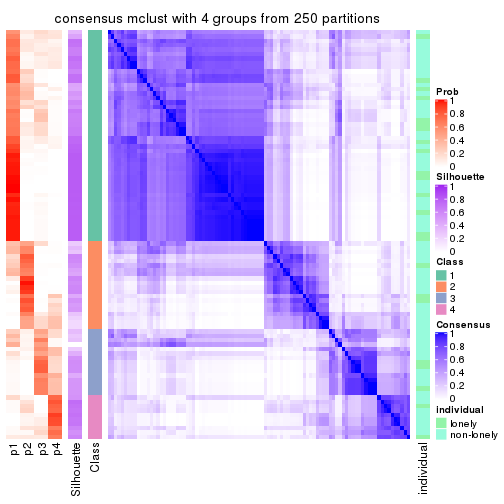 consensus mclust with 4 groups from 250 partitions
p1
p2
p3
p4
Silhouette
Class
individual
Prob
1
0.8
0.6
0.4
0.2
0
Silhouette
1
0.8
0.6
0.4
0.2
0
Class
1
2
3
4
Consensus
1
0.8
0.6
0.4
0.2
0
individual
lonely
non-lonely